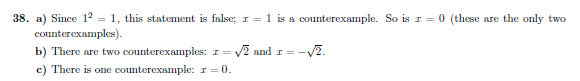 38. a) Since 1² = 1, this statement is false; x = 1 is a counterexample. So is x = 0 (these are the only two
counterexamples).
b) There are two counterexamples: x = √2 and x = −√2.
c) There is one counterexample: x = 0.